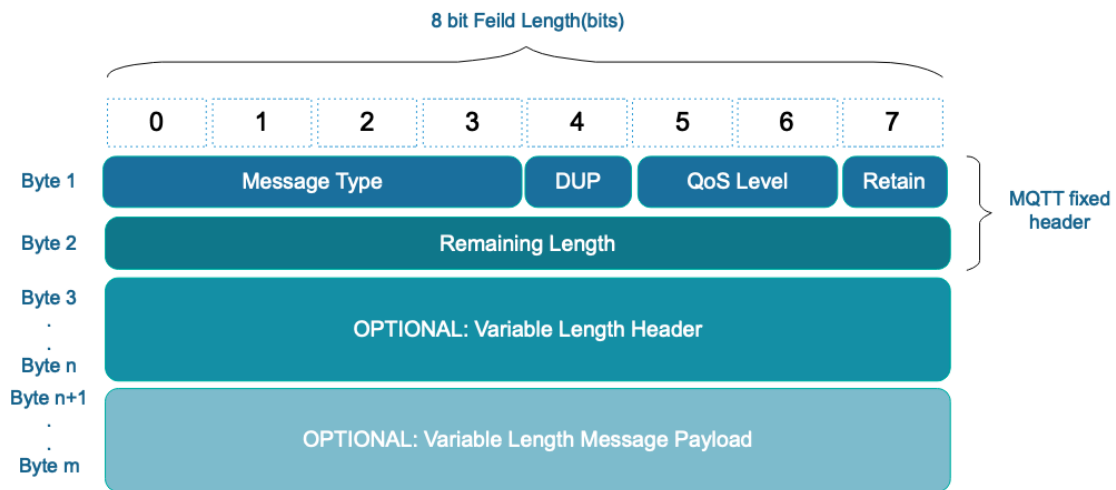 8 bit Feild Length(bits)
0 1 2 3 4 5 6 7
Byte 1 Message Type DUP QoS Level Retain
MQTT fixed
header
Byte 2 Remaining Length
Byte 3
.
.
Byte n
OPTIONAL: Variable Length Header
Byte n+1
.
.
Byte m
OPTIONAL: Variable Length Message Payload